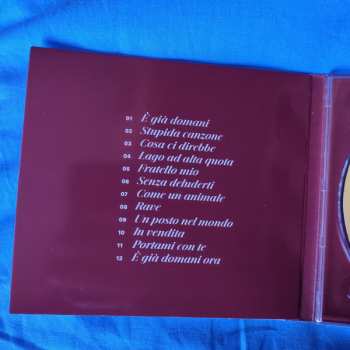 01 È già domani
02 Stupida canzone
03 Cosa ci direbbe
04 Lago ad alta quota
05 Fratello mio
06 Senza deluderti
07 Come un animale
08 Rave
09 Un posto nel mondo
10 In vendita
11 Portami con te
12 È già domani ora